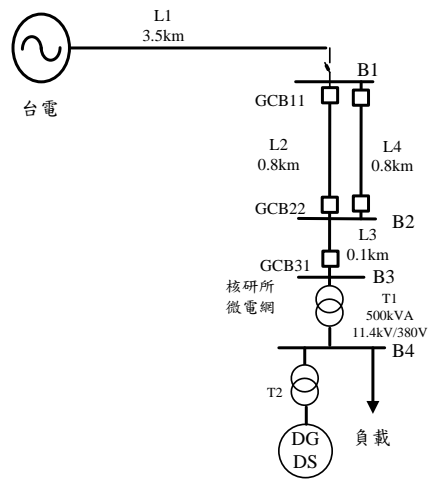 L1
3.5km
台電
B1
GCB11
L2
0.8km
L4
0.8km
GCB22
B2
L3
0.1km
GCB31
B3
核研所
微電網
T1
500kVA
11.4kV/380V
B4
T2
負載
DG
DS